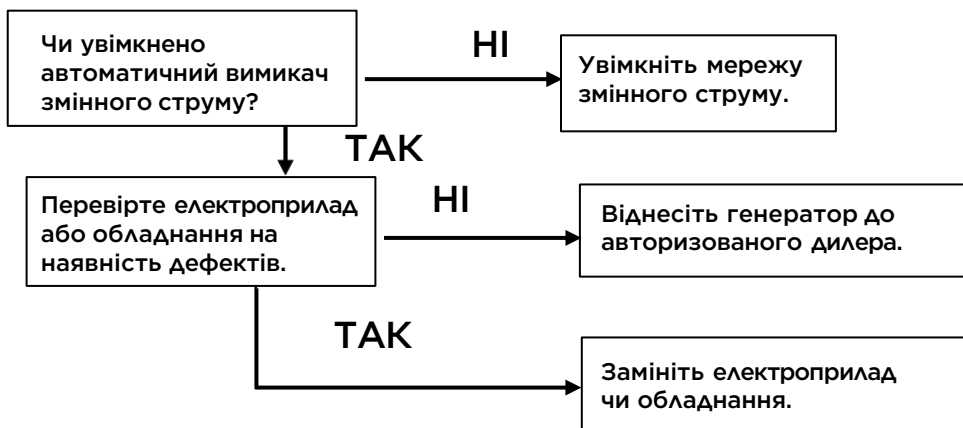 Чи увімкнено
автоматичний вимикач
змінного струму?
НІ
Увімкніть мережу
змінного струму.
ТАК
Перевірте електроприлад
або обладнання на
наявність дефектів.
НІ
Віднесіть генератор до
авторизованого дилера.
ТАК
Замініть електроприлад
чи обладнання.